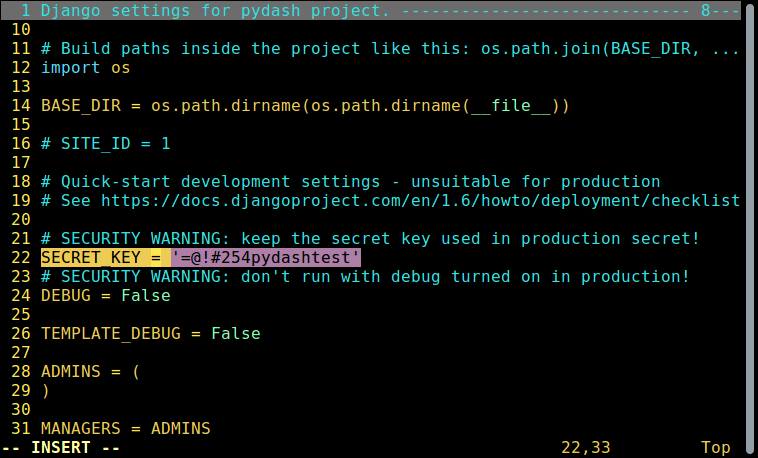 1 Django settings for pydash project. ----------------------------- 8---
10
11 # Build paths inside the project like this: os.path.join(BASE_DIR, ...
12 import os
13
14 BASE_DIR = os.path.dirname(os.path.dirname(__file__))
15
16 # SITE_ID = 1
17
18 # Quick-start development settings - unsuitable for production
19 # See https://docs.djangoproject.com/en/1.6/howto/deployment/checklist
20
21 # SECURITY WARNING: keep the secret key used in production secret!
22 SECRET KEY = '=@!#254pydashtest'
23 # SECURITY WARNING: don't run with debug turned on in production!
24 DEBUG = False
25
26 TEMPLATE_DEBUG = False
27
28 ADMINS = (
29 )
30
31 MANAGERS = ADMINS
-- INSERT -- 22,33 Top